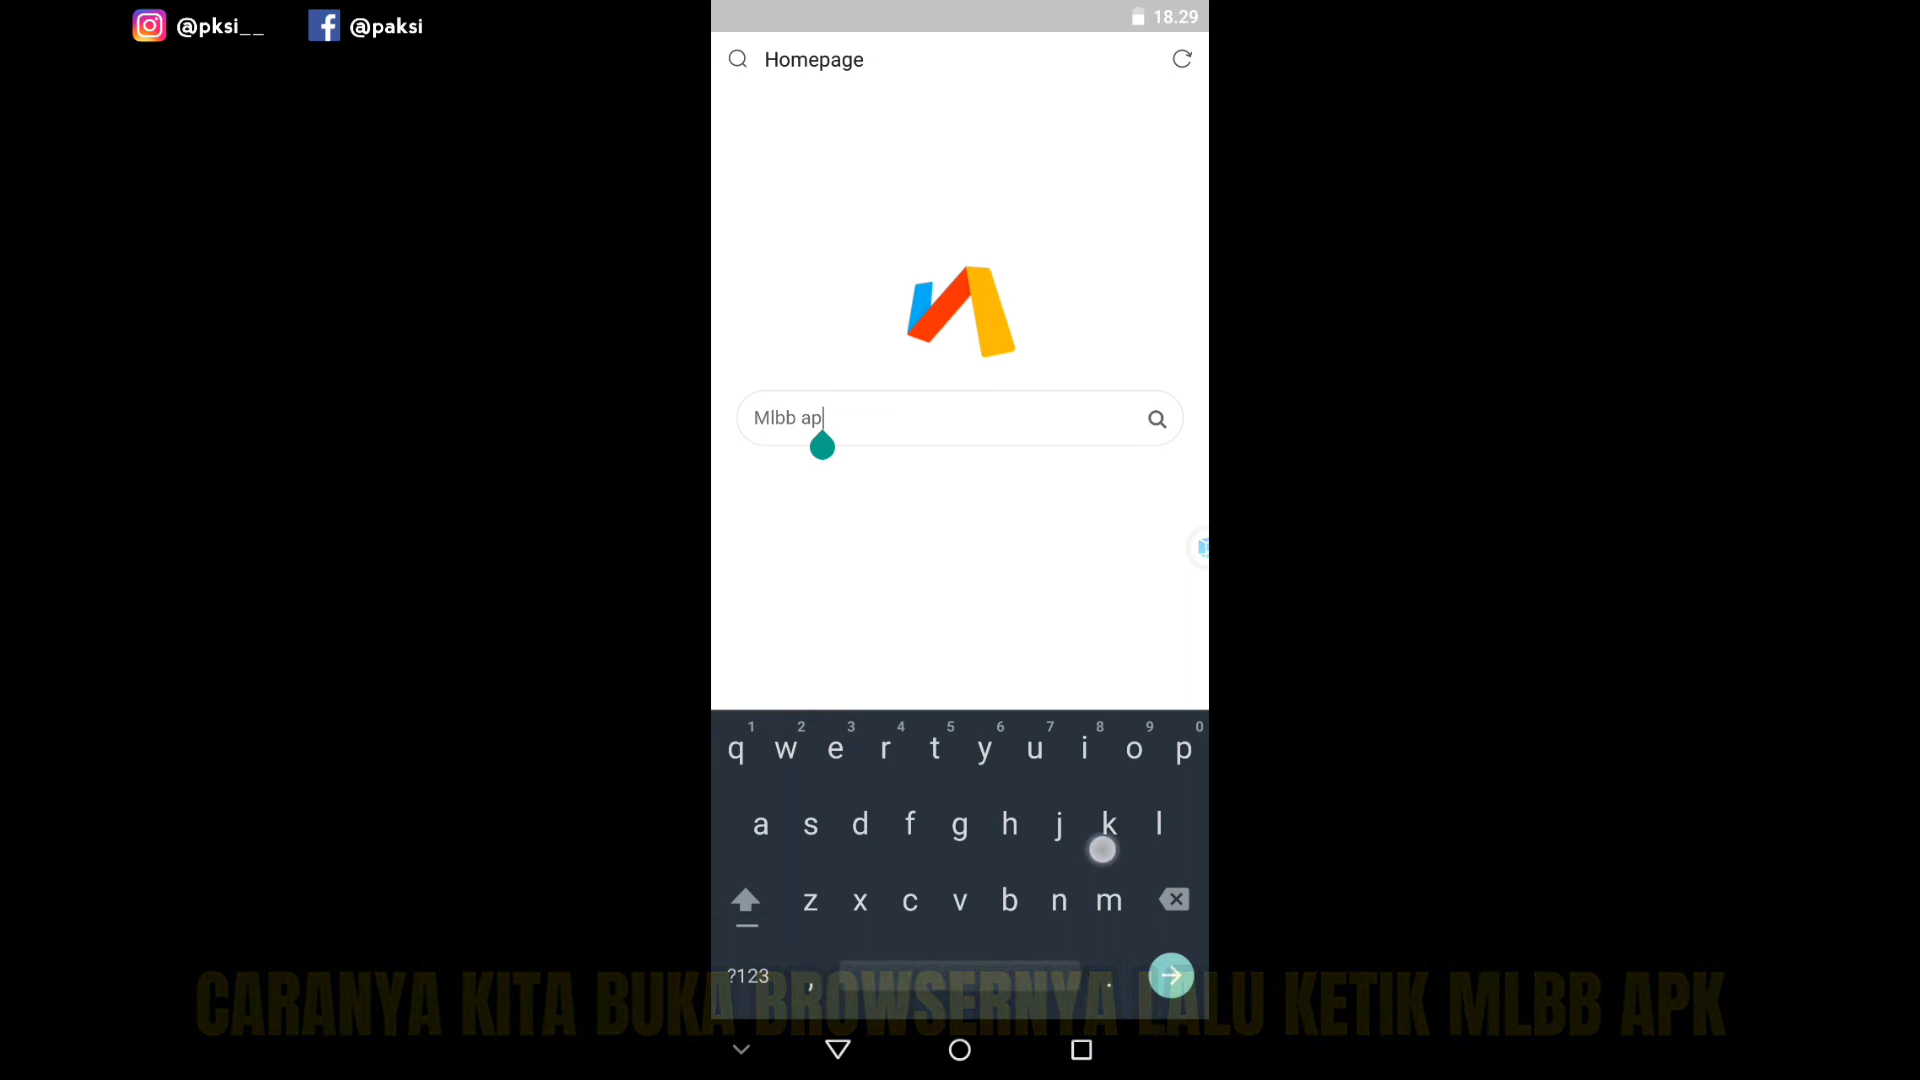 @pksi__ @paksi
18.29
Homepage
Mlbb ap
1 2 3 4 5 6 7 8 9 0
q w e r t y u i o p
a s d f g h j k l
z x c v b n m
?123 , .
CARANYA KITA BUKA BROWSERNYA LALU KETIK MLBB APK